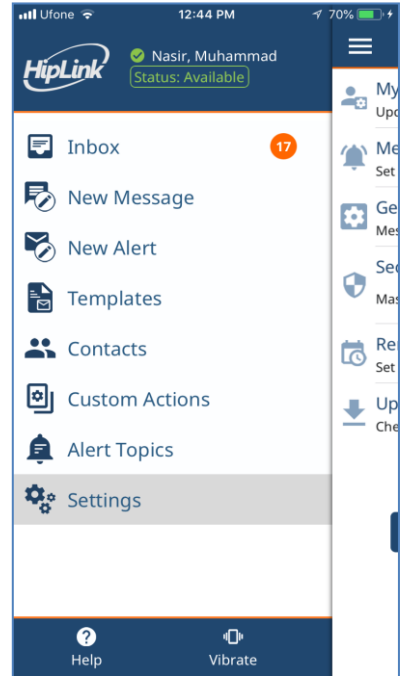 Ufone 12:44 PM 70%
HipLink
Nasir, Muhammad
Status: Available
Inbox 17
New Message
New Alert
Templates
Contacts
Custom Actions
Alert Topics
Settings
Help Vibrate
My
Upd
Me
Set
Ge
Mes
Sec
Mas
Re
Set
Up
Che